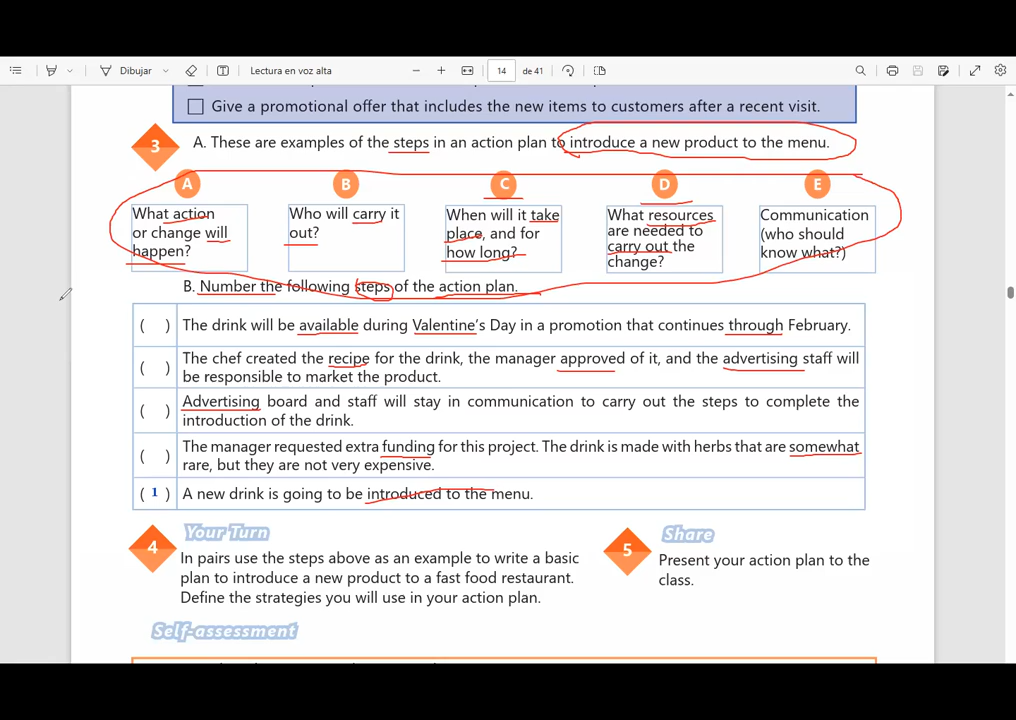 Dibujar
Lectura en voz alta
14
de 41
Give a promotional offer that includes the new items to customers after a recent visit.
3
A. These are examples of the steps in an action plan to introduce a new product to the menu.
A
B
C
D
E
What action
or change will
happen?
Who will carry it
out?
When will it take
place, and for
how long?
What resources
are needed to
carry out the
change?
Communication
(who should
know what?)
B. Number the following steps of the action plan.
( ) The drink will be available during Valentine's Day in a promotion that continues through February.
( ) The chef created the recipe for the drink, the manager approved of it, and the advertising staff will
be responsible to market the product.
( ) Advertising board and staff will stay in communication to carry out the steps to complete the
introduction of the drink.
( ) The manager requested extra funding for this project. The drink is made with herbs that are somewhat
rare, but they are not very expensive.
( 1 ) A new drink is going to be introduced to the menu.
4
Your Turn
In pairs use the steps above as an example to write a basic
plan to introduce a new product to a fast food restaurant.
Define the strategies you will use in your action plan.
5
Share
Present your action plan to the
class.
Self-assessment